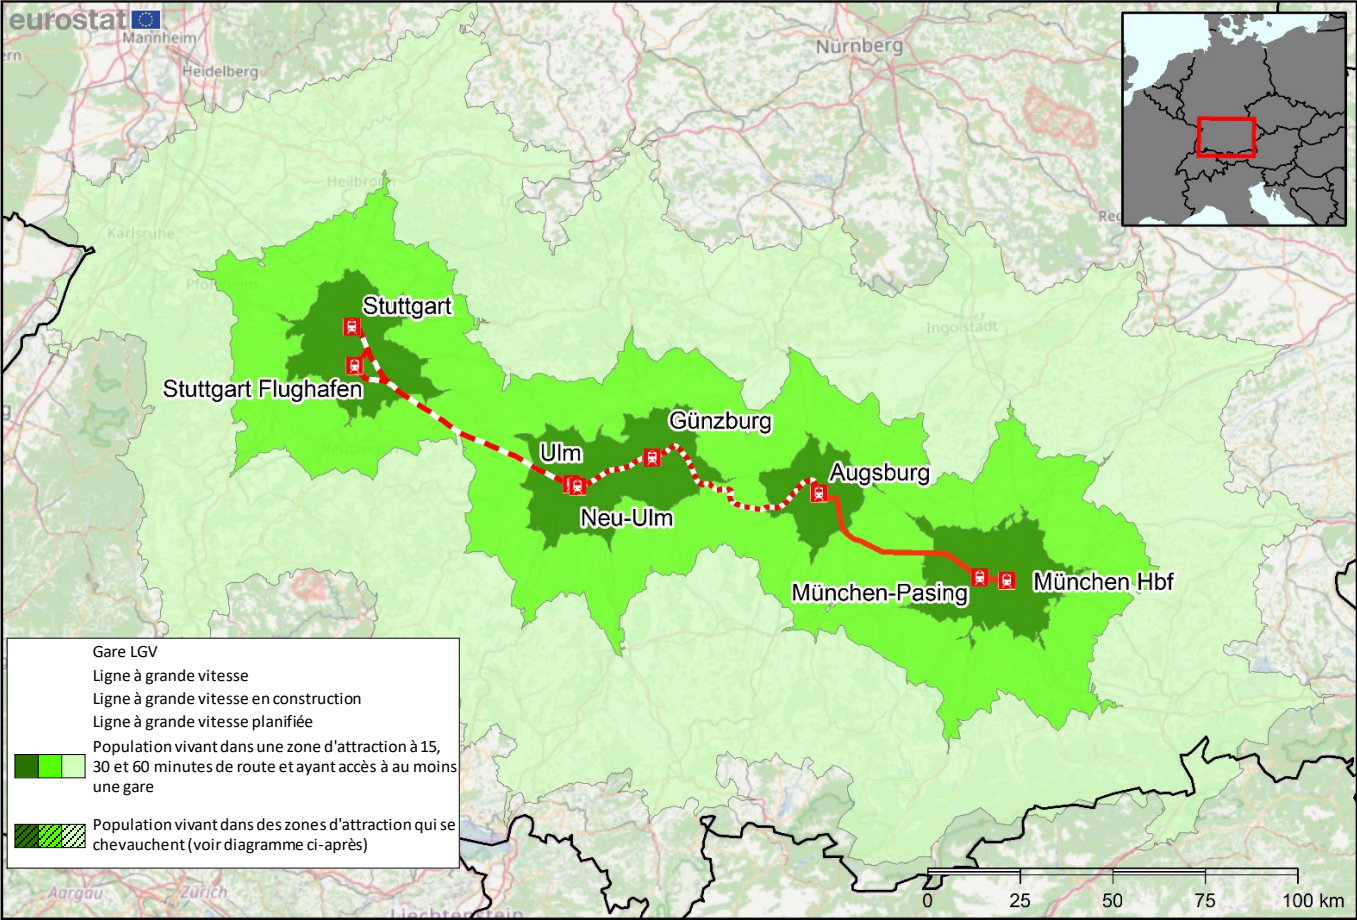 eurostat
Mannheim
Heidelberg
Nürnberg
Heilbronn
Karlsruhe
Pforzheim
Stuttgart
Ingolstadt
Stuttgart Flughafen
Reutlingen
Günzburg
Ulm
Augsburg
Neu-Ulm
München-Pasing
München Hbf
Gare LGV
Ligne à grande vitesse
Ligne à grande vitesse en construction
Ligne à grande vitesse planifiée
Population vivant dans une zone d'attraction à 15,
30 et 60 minutes de route et ayant accès à au moins
une gare
Population vivant dans des zones d'attraction qui se
chevauchent (voir diagramme ci-après)
Aargau
Zürich
Liechtenstein
0 25 50 75 100 km